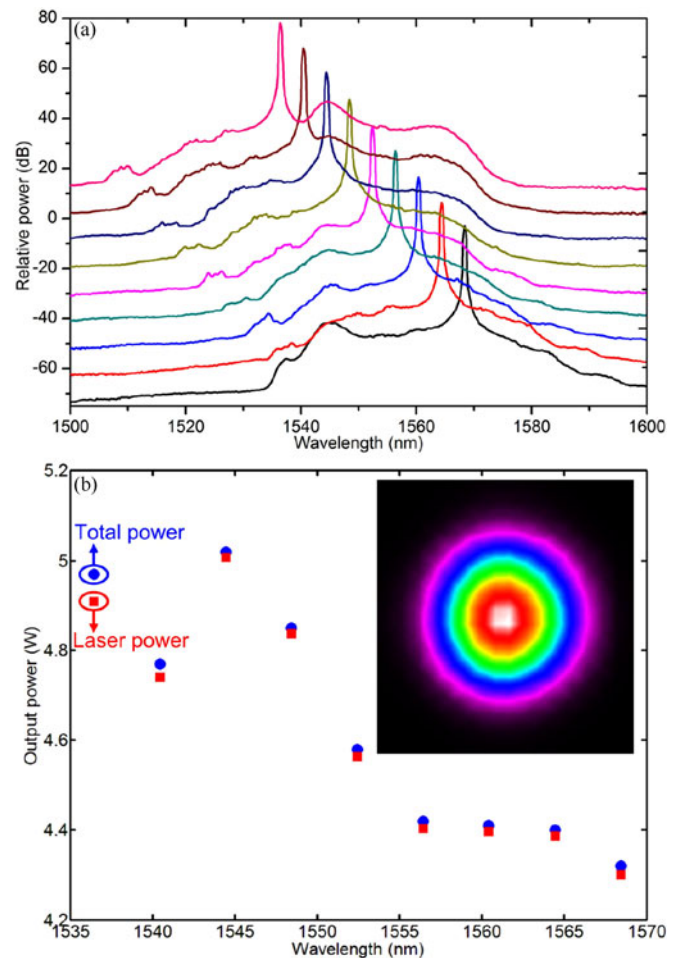 (a)
80
60
40
20
0
-20
-40
-60
Relative power (dB)
1500 1520 1540 1560 1580 1600
Wavelength (nm)
(b)
5.2
5
4.8
4.6
4.4
4.2
Output power (W)
Total power
Laser power
1535 1540 1545 1550 1555 1560 1565 1570
Wavelength (nm)